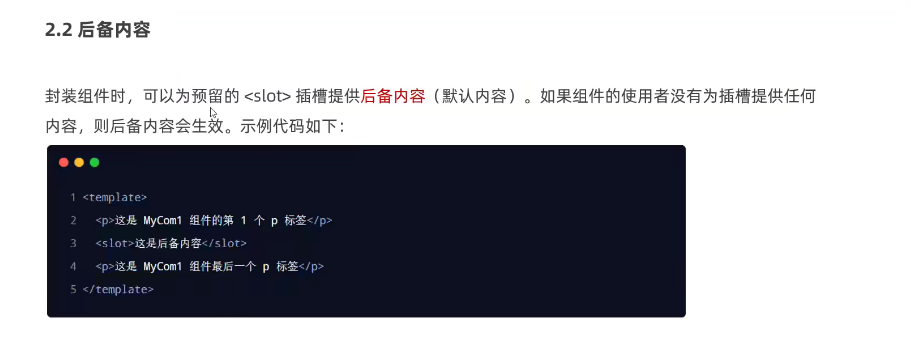 2.2 后备内容
封装组件时，可以为预留的 <slot> 插槽提供后备内容（默认内容）。如果组件的使用者没有为插槽提供任何
内容，则后备内容会生效。示例代码如下：
1 <template>
2   <p>这是 MyCom1 组件的第 1 个 p 标签</p>
3   <slot>这是后备内容</slot>
4   <p>这是 MyCom1 组件最后一个 p 标签</p>
5 </template>